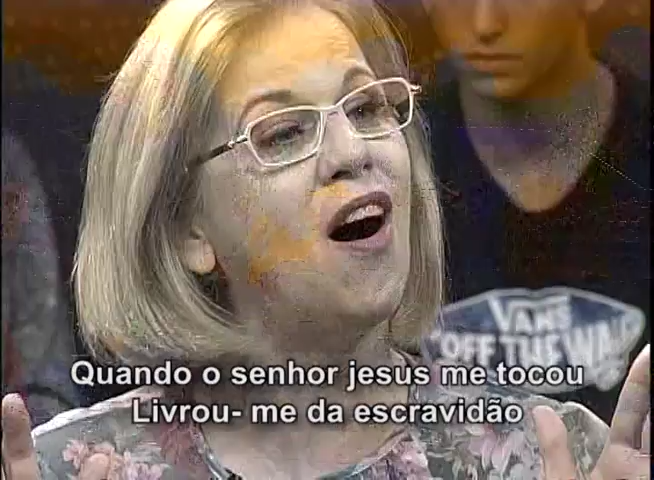 VANS
"OFF THE WALL
Quando o senhor jesus me tocou
Livrou- me da escravidão